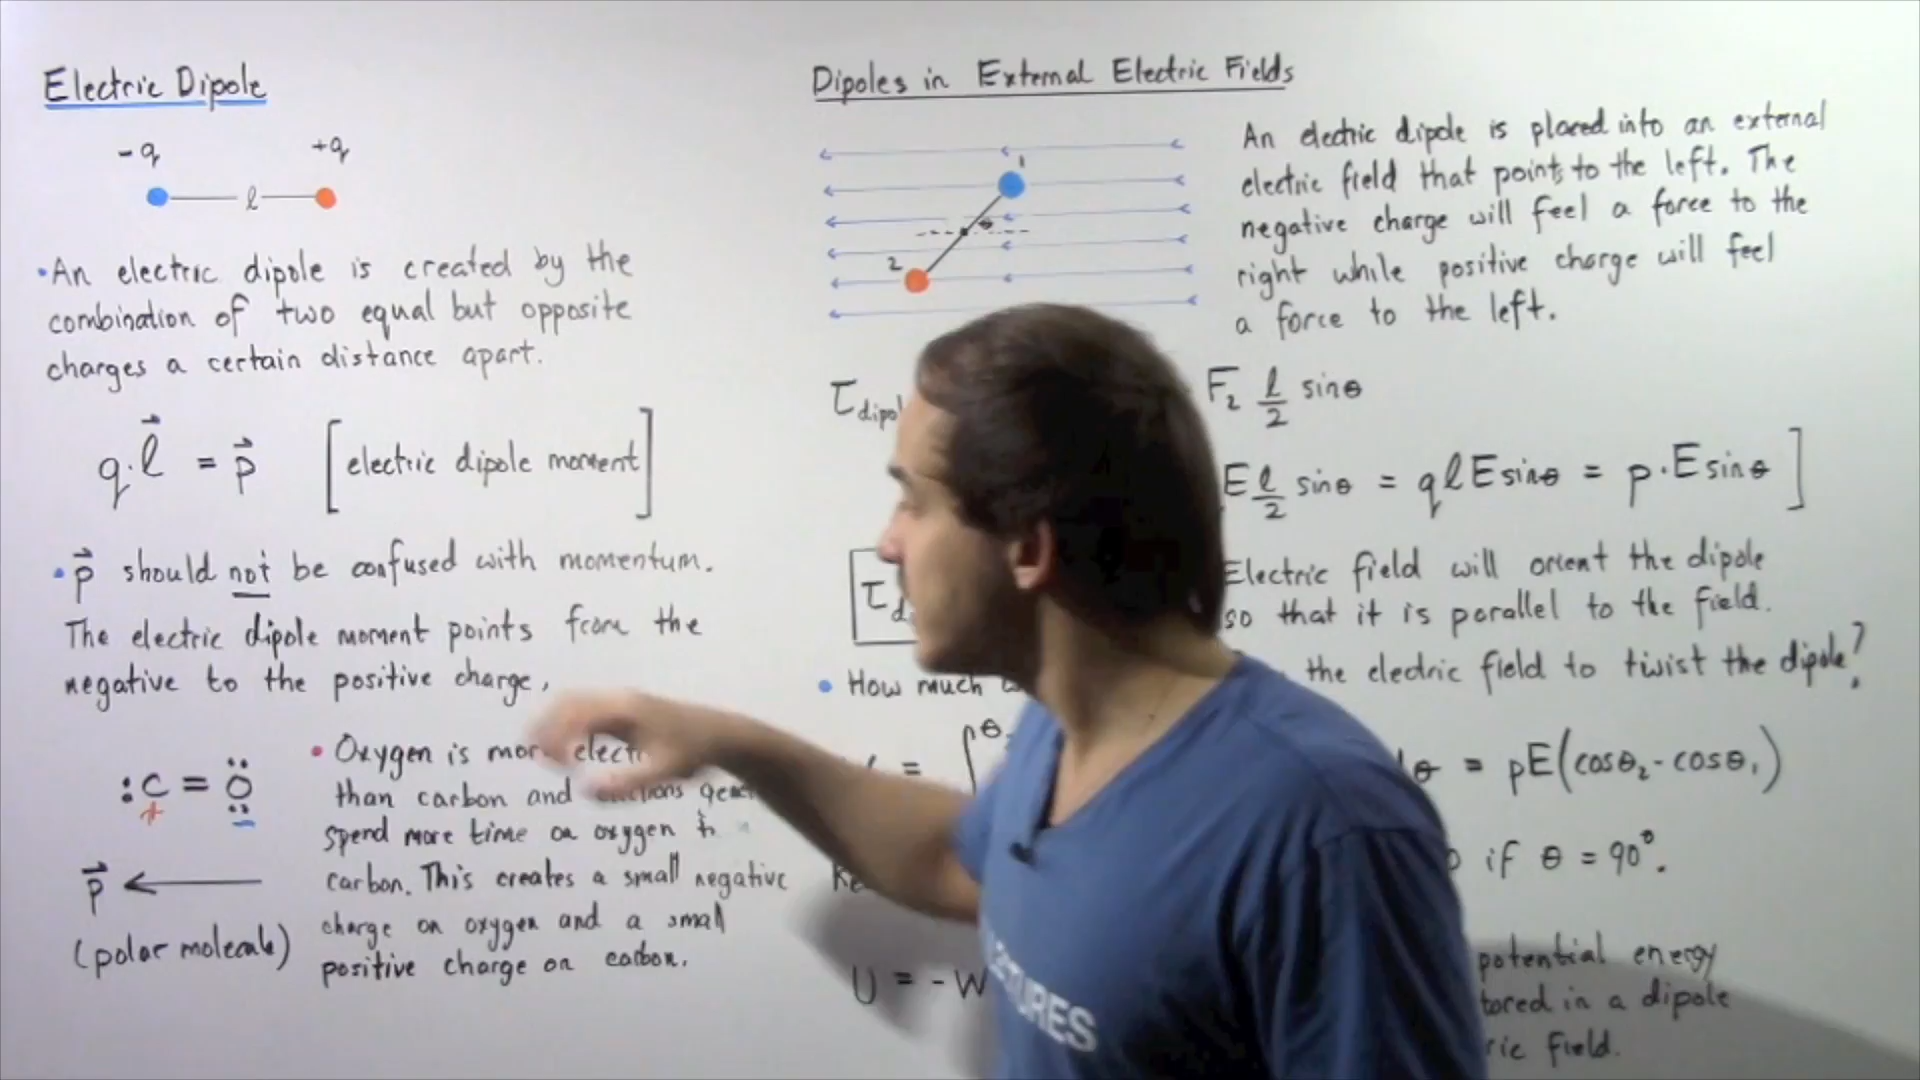 Electric Dipole
-q +q
l
•An electric dipole is created by the
combination of two equal but opposite
charges a certain distance apart.
q·l = p [electric dipole moment]
• p should not be confused with momentum.
The electric dipole moment points from the
negative to the positive charge.
:C = O
+ -
p ←
(polar molecule)
• Oxygen is more
than carbon and
spend more time on oxygen
carbon. This creates a small negative
charge on oxygen and a small
positive charge on carbon.
Dipoles in External Electric Fields
1
θ
2
An electric dipole is placed into an external
electric field that points to the left. The
negative charge will feel a force to the
right while positive charge will feel
a force to the left.
F₂ l/2 sinθ
E l/2 sinθ = qlEsinθ = p·Esinθ]
Electric field will orient the dipole
so that it is parallel to the field.
• How much
the electric field to twist the dipole?
= ∫
dθ = pE(cosθ₂-cosθ₁)
if θ = 90°.
U = -W
potential energy
in a dipole
field.
TURES